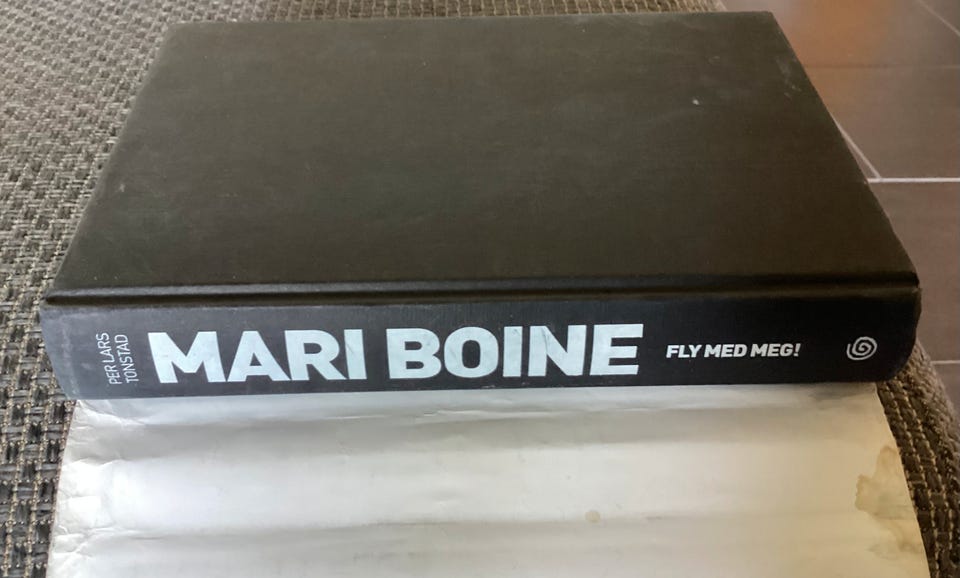 PER LARS
TONSTAD
MARI BOINE
FLY MED MEG!